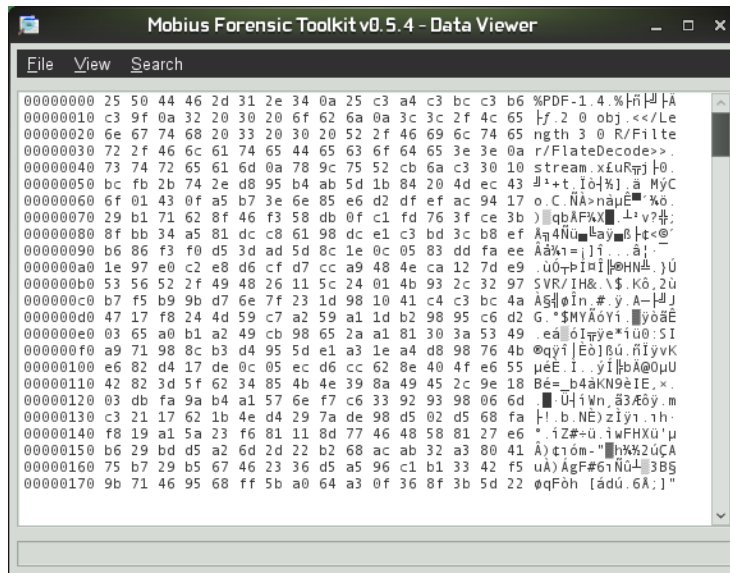 Mobius Forensic Toolkit v0.5.4 - Data Viewer
File View Search
00000000 25 50 44 46 2d 31 2e 34 0a 25 c3 a4 c3 bc c3 b6 %PDF-1.4.%├ñ├╝├Â
00000010 c3 9f 0a 32 20 30 20 6f 62 6a 0a 3c 3c 2f 4c 65 ├ƒ.2 0 obj.<</Le
00000020 6e 67 74 68 20 33 20 30 20 52 2f 46 69 6c 74 65 ngth 3 0 R/Filte
00000030 72 2f 46 6c 61 74 65 44 65 63 6f 64 65 3e 3e 0a r/FlateDecode>>.
00000040 73 74 72 65 61 6d 0a 78 9c 75 52 cb 6a c3 30 10 stream.x£uR╦j├0.
00000050 bc fb 2b 74 2e d8 95 b4 ab 5d 1b 84 20 4d ec 43
00000060 6f 01 43 0f a5 b7 3e 6e 85 e6 d2 df ef ac 94 17
00000070 29 b1 71 62 8f 46 f3 58 db 0f c1 fd 76 3f ce 3b
00000080 8f bb 34 a5 81 dc c8 61 98 dc e1 c3 bd 3c b8 ef
00000090 b6 86 f3 f0 d5 3d ad 5d 8c 1e 0c 05 83 dd fa ee
000000a0 1e 97 e0 c2 e8 d6 cf d7 cc a9 48 4e ca 12 7d e9
000000b0 53 56 52 2f 49 48 26 11 5c 24 01 4b 93 2c 32 97 SVR/IH&.\$.Kô,2ù
000000c0 b7 f5 b9 9b d7 6e 7f 23 1d 98 10 41 c4 c3 bc 4a
000000d0 47 17 f8 24 4d 59 c7 a2 59 a1 1d b2 98 95 c6 d2
000000e0 03 65 a0 b1 a2 49 cb 98 65 2a a1 81 30 3a 53 49
000000f0 a9 71 98 8c b3 d4 95 5d e1 a3 1e a4 d8 98 76 4b
00000100 e6 82 d4 17 de 0c 05 ec d6 cc 62 8e 40 4f e6 55
00000110 42 82 3d 5f 62 34 85 4b 4e 39 8a 49 45 2c 9e 18 Bé=_b4àKN9èIE,×.
00000120 03 db fa 9a b4 a1 57 6e f7 c6 33 92 93 98 06 6d
00000130 c3 21 17 62 1b 4e d4 29 7a de 98 d5 02 d5 68 fa
00000140 f8 19 a1 5a 23 f6 81 11 8d 77 46 48 58 81 27 e6
00000150 b6 29 bd d5 a2 6d 2d 22 b2 68 ac ab 32 a3 80 41
00000160 75 b7 29 b5 67 46 23 36 d5 a5 96 c1 b1 33 42 f5
00000170 9b 71 46 95 68 ff 5b a0 64 a3 0f 36 8f 3b 5d 22